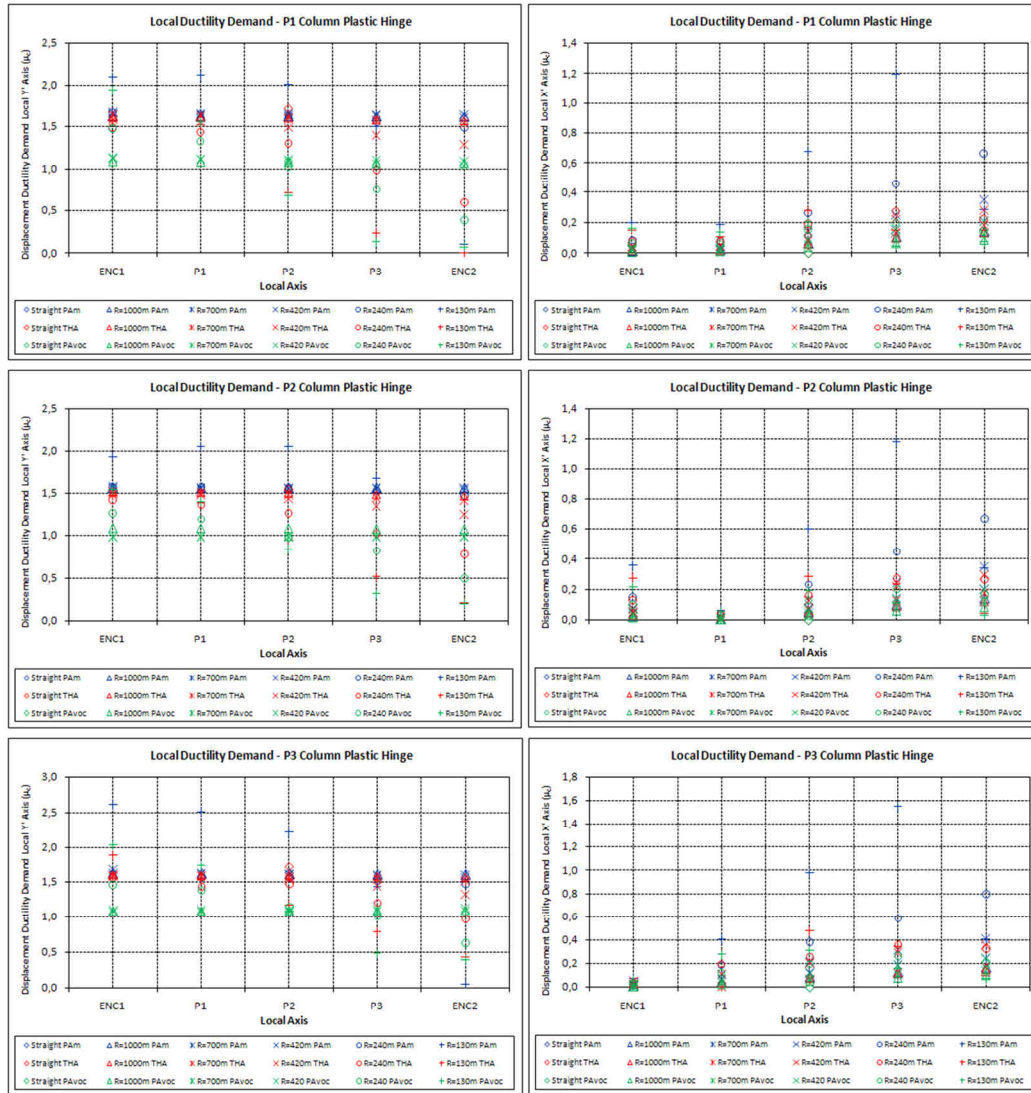 Local Ductility Demand - P1 Column Plastic Hinge
Displacement Ductility Demand Local Y' Axis (μc)
2,5
2,0
1,5
1,0
0,5
0,0
ENC1 P1 P2 P3 ENC2
Local Axis
Straight PAm R=1000m PAm R=700m PAm R=420m PAm R=240m PAm R=130m PAm
Straight THA R=1000m THA R=700m THA R=420m THA R=240m THA R=130m THA
Straight PAvoc R=1000m PAvoc R=700m PAvoc R=420 PAvoc R=240 PAvoc R=130m PAvoc
Local Ductility Demand - P1 Column Plastic Hinge
Displacement Ductility Demand Local X' Axis (μc)
1,4
1,2
1,0
0,8
0,6
0,4
0,2
0,0
ENC1 P1 P2 P3 ENC2
Local Axis
Straight PAm R=1000m PAm R=700m PAm R=420m PAm R=240m PAm R=130m PAm
Straight THA R=1000m THA R=700m THA R=420m THA R=240m THA R=130m THA
Straight PAvoc R=1000m PAvoc R=700m PAvoc R=420 PAvoc R=240 PAvoc R=130m PAvoc
Local Ductility Demand - P2 Column Plastic Hinge
Displacement Ductility Demand Local Y' Axis (μc)
2,5
2,0
1,5
1,0
0,5
0,0
ENC1 P1 P2 P3 ENC2
Local Axis
Straight PAm R=1000m PAm R=700m PAm R=420m PAm R=240m PAm R=130m PAm
Straight THA R=1000m THA R=700m THA R=420m THA R=240m THA R=130m THA
Straight PAvoc R=1000m PAvoc R=700m PAvoc R=420 PAvoc R=240 PAvoc R=130m PAvoc
Local Ductility Demand - P2 Column Plastic Hinge
Displacement Ductility Demand Local X' Axis (μc)
1,4
1,2
1,0
0,8
0,6
0,4
0,2
0,0
ENC1 P1 P2 P3 ENC2
Local Axis
Straight PAm R=1000m PAm R=700m PAm R=420m PAm R=240m PAm R=130m PAm
Straight THA R=1000m THA R=700m THA R=420m THA R=240m THA R=130m THA
Straight PAvoc R=1000m PAvoc R=700m PAvoc R=420 PAvoc R=240 PAvoc R=130m PAvoc
Local Ductility Demand - P3 Column Plastic Hinge
Displacement Ductility Demand Local Y' Axis (μc)
3,0
2,5
2,0
1,5
1,0
0,5
0,0
ENC1 P1 P2 P3 ENC2
Local Axis
Straight PAm R=1000m PAm R=700m PAm R=420m PAm R=240m PAm R=130m PAm
Straight THA R=1000m THA R=700m THA R=420m THA R=240m THA R=130m THA
Straight PAvoc R=1000m PAvoc R=700m PAvoc R=420 PAvoc R=240 PAvoc R=130m PAvoc
Local Ductility Demand - P3 Column Plastic Hinge
Displacement Ductility Demand Local X' Axis (μc)
1,8
1,6
1,4
1,2
1,0
0,8
0,6
0,4
0,2
0,0
ENC1 P1 P2 P3 ENC2
Local Axis
Straight PAm R=1000m PAm R=700m PAm R=420m PAm R=240m PAm R=130m PAm
Straight THA R=1000m THA R=700m THA R=420m THA R=240m THA R=130m THA
Straight PAvoc R=1000m PAvoc R=700m PAvoc R=420 PAvoc R=240 PAvoc R=130m PAvoc